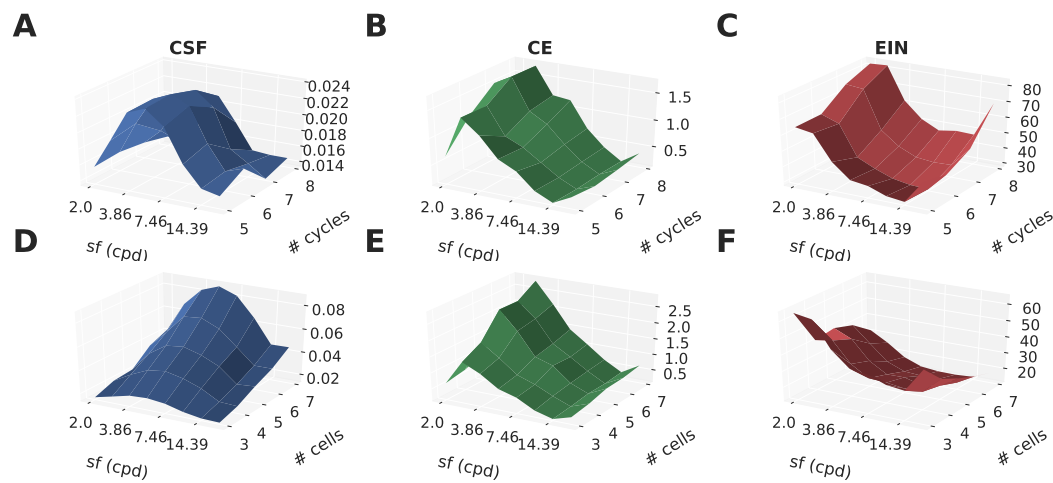 A B C
CSF CE EIN
0.024
0.022
0.020
0.018
0.016
0.014
2.0 3.86 7.46 14.39
5 6 7 8
sf (cpd)
# cycles
1.5
1.0
0.5
2.0 3.86 7.46 14.39
5 6 7 8
sf (cpd)
# cycles
80
70
60
50
40
30
2.0 3.86 7.46 14.39
5 6 7 8
sf (cpd)
# cycles
D E F
0.08
0.06
0.04
0.02
2.0 3.86 7.46 14.39
3 4 5 6 7
sf (cpd)
# cells
2.5
2.0
1.5
1.0
0.5
2.0 3.86 7.46 14.39
3 4 5 6 7
sf (cpd)
# cells
60
50
40
30
20
2.0 3.86 7.46 14.39
3 4 5 6 7
sf (cpd)
# cells